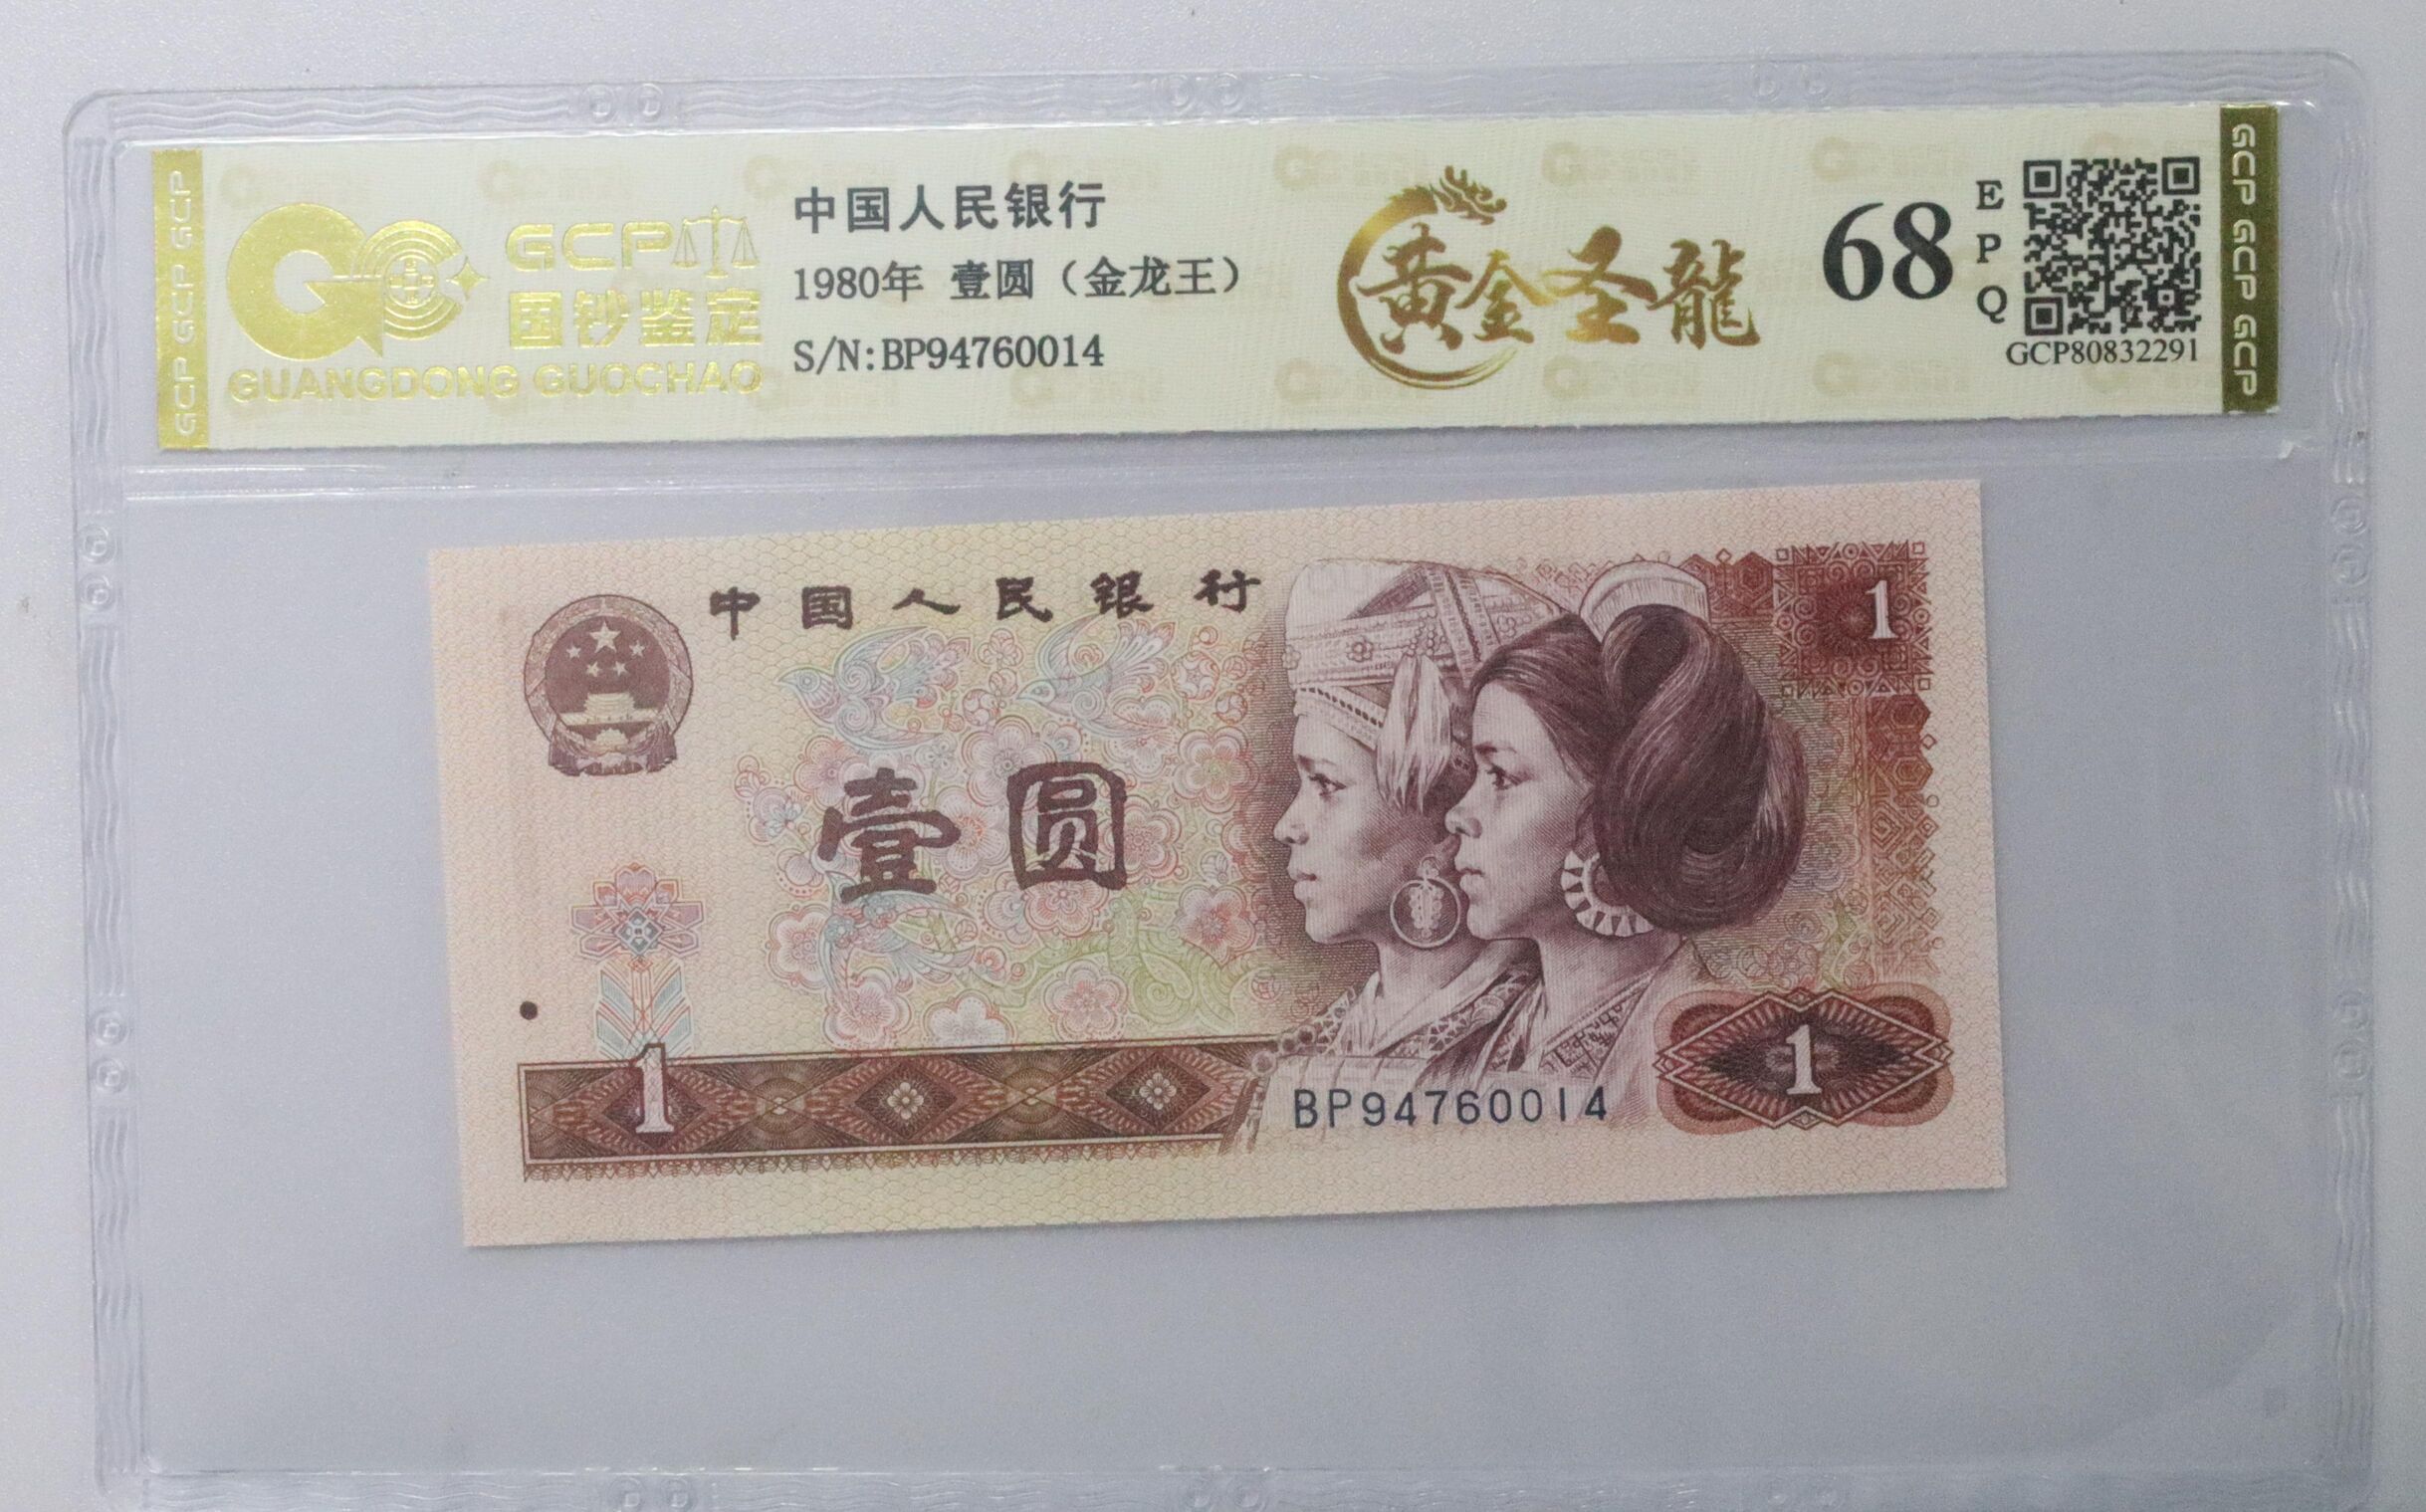 GCP GCP GCP
GCP
国钞鉴定
GUANGDONG GUOCHAO
中国人民银行
1980年 壹圆（金龙王）
S/N:BP94760014
黄金圣龍
68
EPQ
GCP80832291
GCP GCP GCP
中国人民银行
1
壹圆
1
BP94760014
1